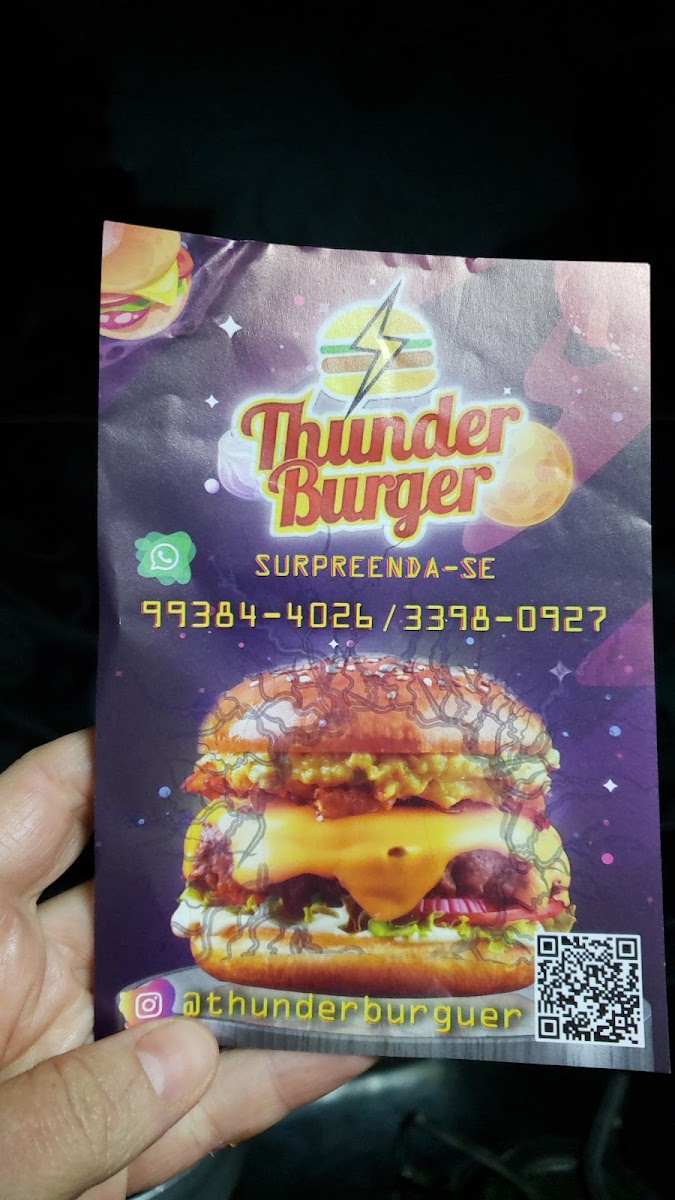 Thunder
Burger
SURPREENDA-SE
99384-4026/3398-0927
@thunderburguer